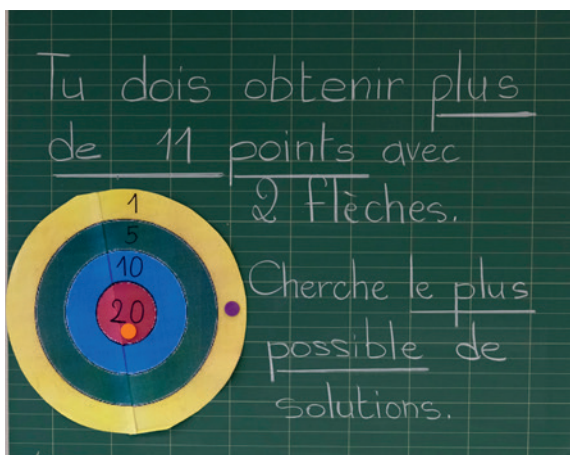 Tu dois obtenir plus
de 11 points avec
2 flèches.
1
5
10
20
Cherche le plus
possible de
solutions.